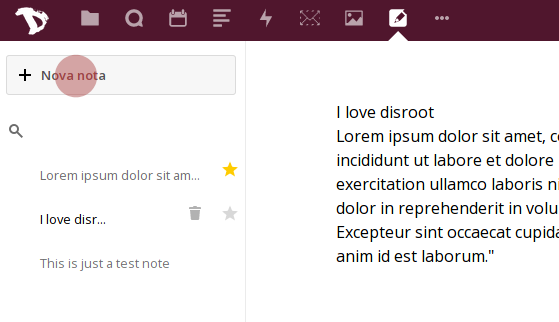 Nova nota
Lorem ipsum dolor sit am...
I love disr...
This is just a test note
I love disroot
Lorem ipsum dolor sit amet, co
incididunt ut labore et dolore
exercitation ullamco laboris ni
dolor in reprehenderit in volu
Excepteur sint occaecat cupida
anim id est laborum."